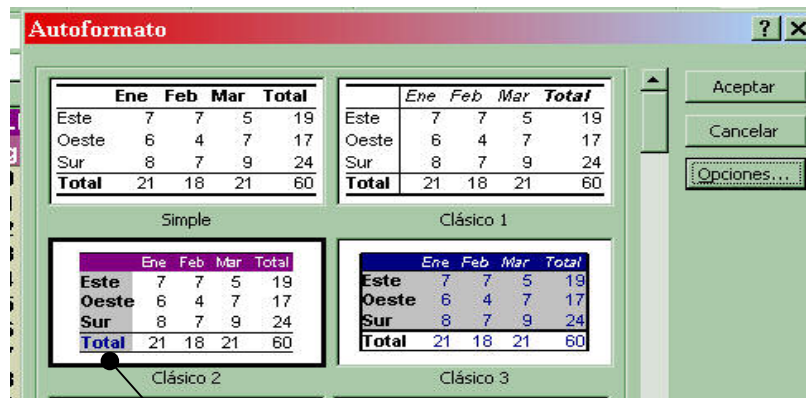 Autoformato
Ene Feb Mar Total
Este 7 7 5 19
Oeste 6 4 7 17
Sur 8 7 9 24
Total 21 18 21 60
Simple
Ene Feb Mar Total
Este 7 7 5 19
Oeste 6 4 7 17
Sur 8 7 9 24
Total 21 18 21 60
Clásico 1
Ene Feb Mar Total
Este 7 7 5 19
Oeste 6 4 7 17
Sur 8 7 9 24
Total 21 18 21 60
Clásico 2
Ene Feb Mar Total
Este 7 7 5 19
Oeste 6 4 7 17
Sur 8 7 9 24
Total 21 18 21 60
Clásico 3
Aceptar
Cancelar
Opciones...